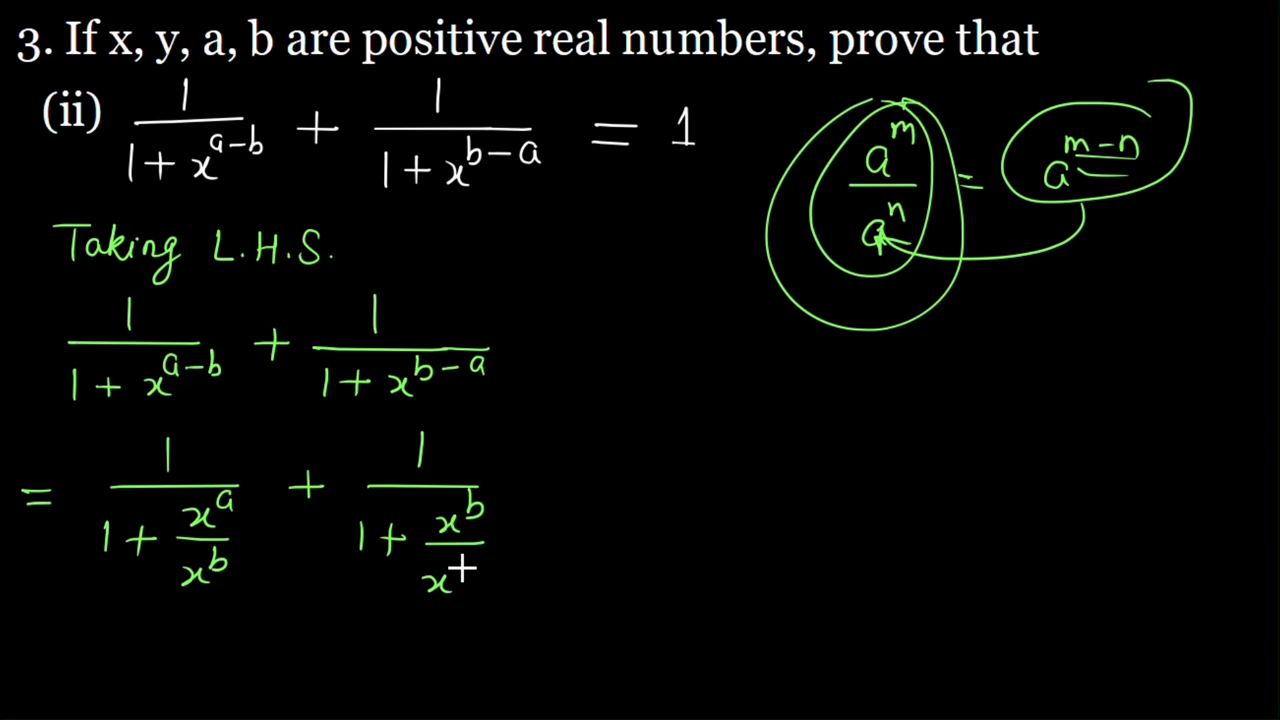 3. If x, y, a, b are positive real numbers, prove that
(ii) 1/(1 + x^(a-b)) + 1/(1 + x^(b-a)) = 1
a^m/a^n = a^(m-n)
Taking L.H.S.
1/(1 + x^(a-b)) + 1/(1 + x^(b-a))
= 1/(1 + x^a/x^b) + 1/(1 + x^b/x)